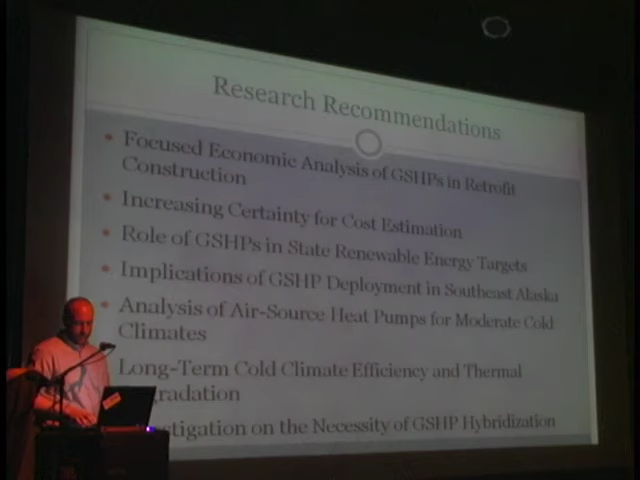 Research Recommendations
Focused Economic Analysis of GSHPs in Retrofit
Construction
Increasing Certainty for Cost Estimation
Role of GSHPs in State Renewable Energy Targets
Implications of GSHP Deployment in Southeast Alaska
Analysis of Air-Source Heat Pumps for Moderate Cold
Climates
Long-Term Cold Climate Efficiency and Thermal
radation
tigation on the Necessity of GSHP Hybridization